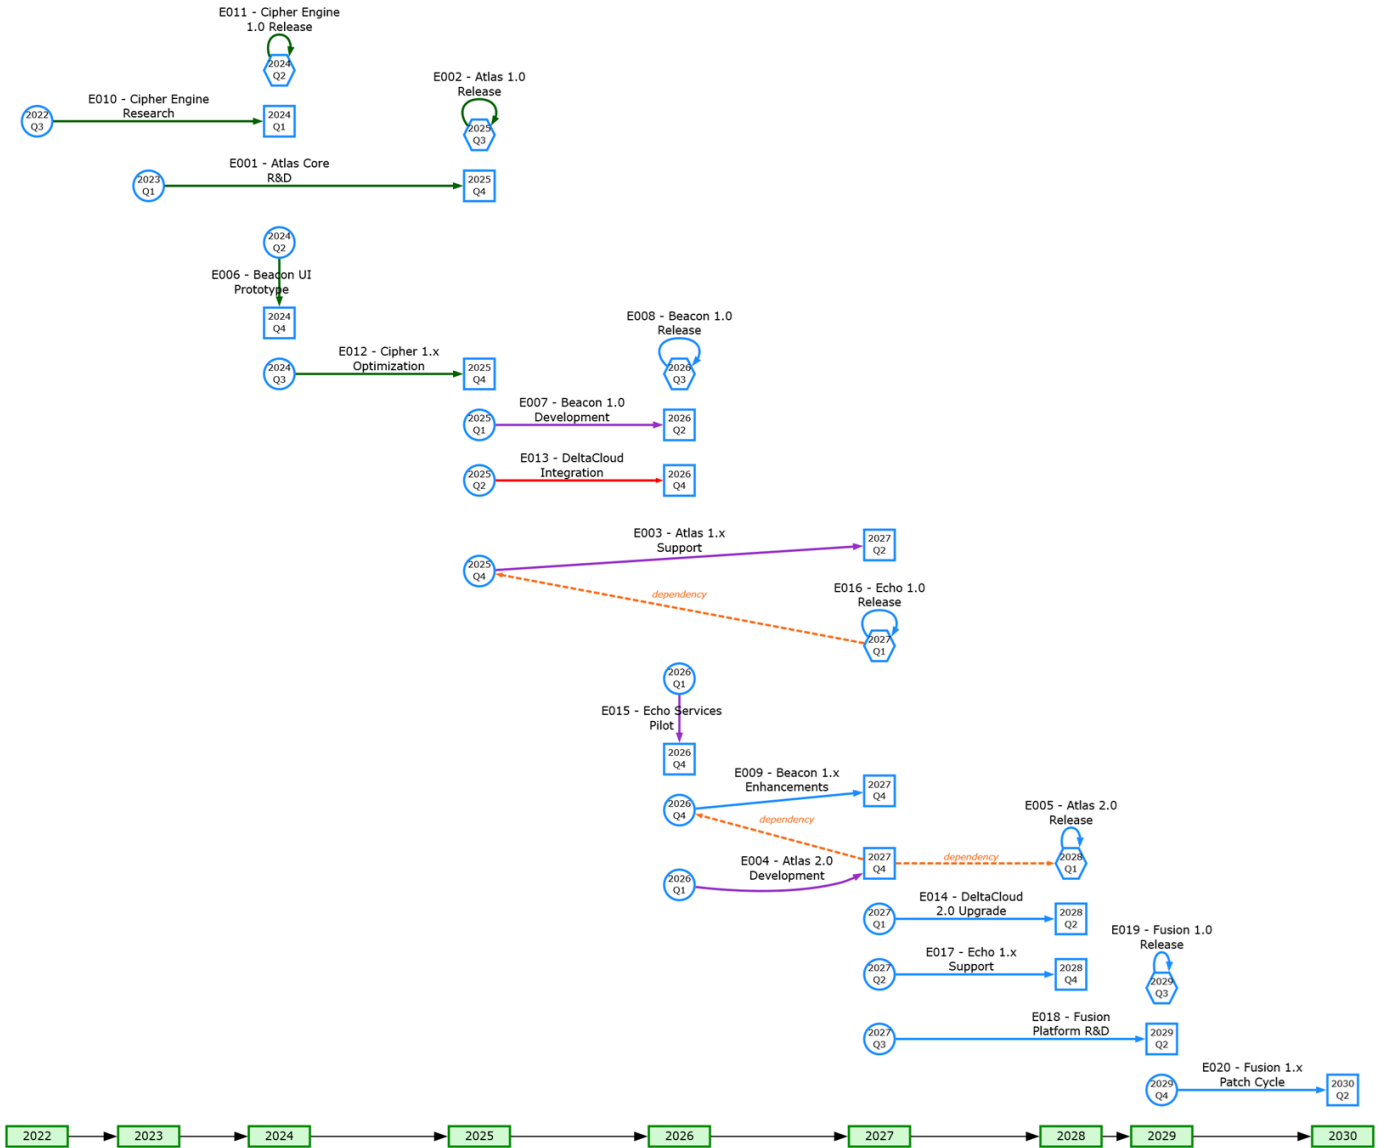 E011 - Cipher Engine
1.0 Release
2024
Q2
E002 - Atlas 1.0
Release
E010 - Cipher Engine
Research
2022
Q3
2024
Q1
2025
Q3
E001 - Atlas Core
R&D
2023
Q1
2025
Q4
2024
Q2
E006 - Beacon UI
Prototype
2024
Q4
E008 - Beacon 1.0
Release
E012 - Cipher 1.x
Optimization
2024
Q3
2025
Q4
2026
Q3
E007 - Beacon 1.0
Development
2025
Q1
2026
Q2
E013 - DeltaCloud
Integration
2025
Q2
2026
Q4
E003 - Atlas 1.x
Support
2027
Q2
2025
Q4
dependency
E016 - Echo 1.0
Release
2027
Q1
2026
Q1
E015 - Echo Services
Pilot
2026
Q4
E009 - Beacon 1.x
Enhancements
2027
Q4
2026
Q4
dependency
E005 - Atlas 2.0
Release
E004 - Atlas 2.0
Development
2027
Q4
dependency
2028
Q1
2026
Q1
E014 - DeltaCloud
2.0 Upgrade
2027
Q1
2028
Q2
E019 - Fusion 1.0
Release
E017 - Echo 1.x
Support
2027
Q2
2028
Q4
2029
Q3
E018 - Fusion
Platform R&D
2027
Q3
2029
Q2
E020 - Fusion 1.x
Patch Cycle
2029
Q4
2030
Q2
2022
2023
2024
2025
2026
2027
2028
2029
2030